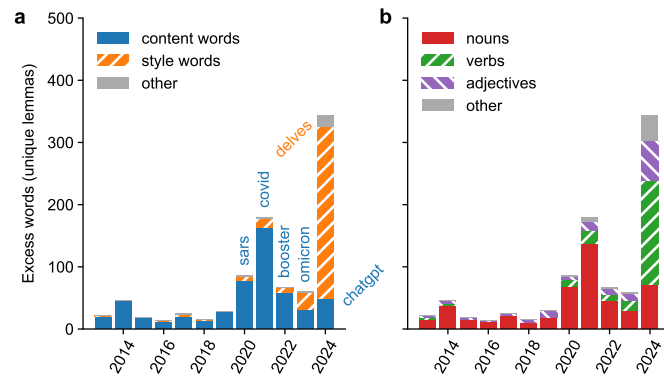 a
b
500
400
300
200
100
0
Excess words (unique lemmas)
content words
style words
other
sars
covid
booster
omicron
delves
chatgpt
2014
2016
2018
2020
2022
2024
nouns
verbs
adjectives
other
2014
2016
2018
2020
2022
2024